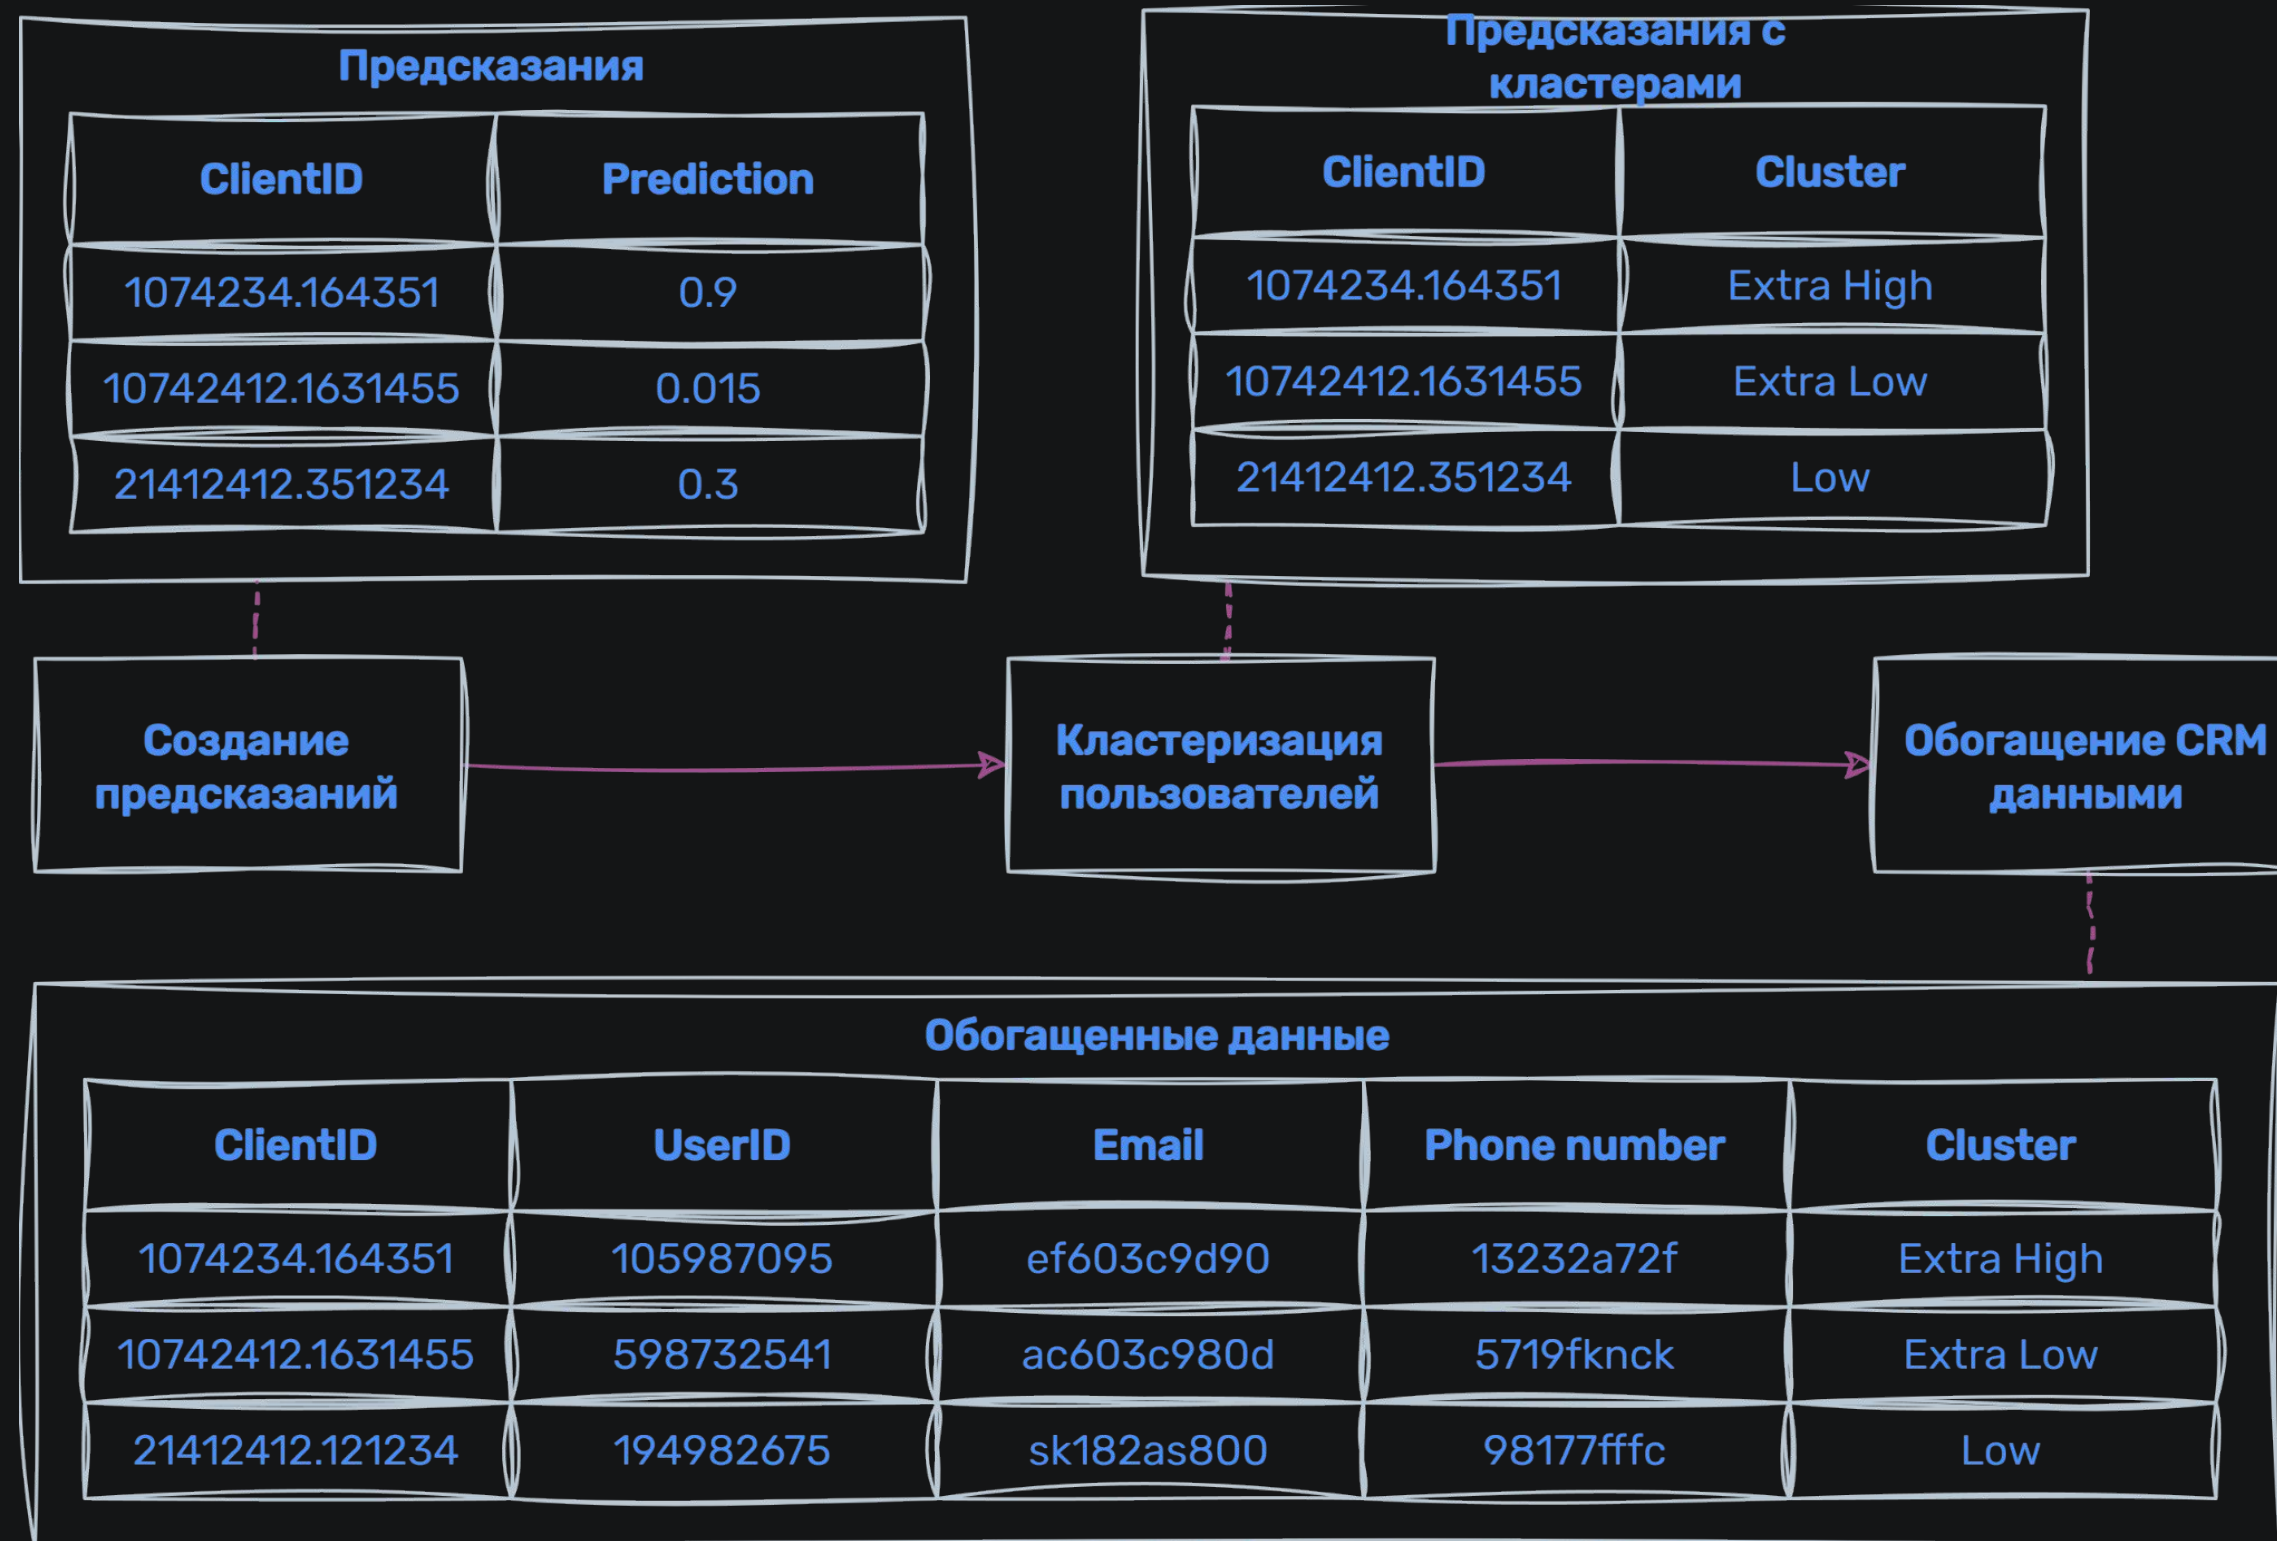 Предсказания
ClientID Prediction
1074234.164351 0.9
10742412.1631455 0.015
21412412.351234 0.3
Предсказания с
кластерами
ClientID Cluster
1074234.164351 Extra High
10742412.1631455 Extra Low
21412412.351234 Low
Создание
предсказаний
Кластеризация
пользователей
Обогащение CRM
данными
Обогащенные данные
ClientID UserID Email Phone number Cluster
1074234.164351 105987095 ef603c9d90 13232a72f Extra High
10742412.1631455 598732541 ac603c980d 5719fknck Extra Low
21412412.121234 194982675 sk182as800 98177fffc Low